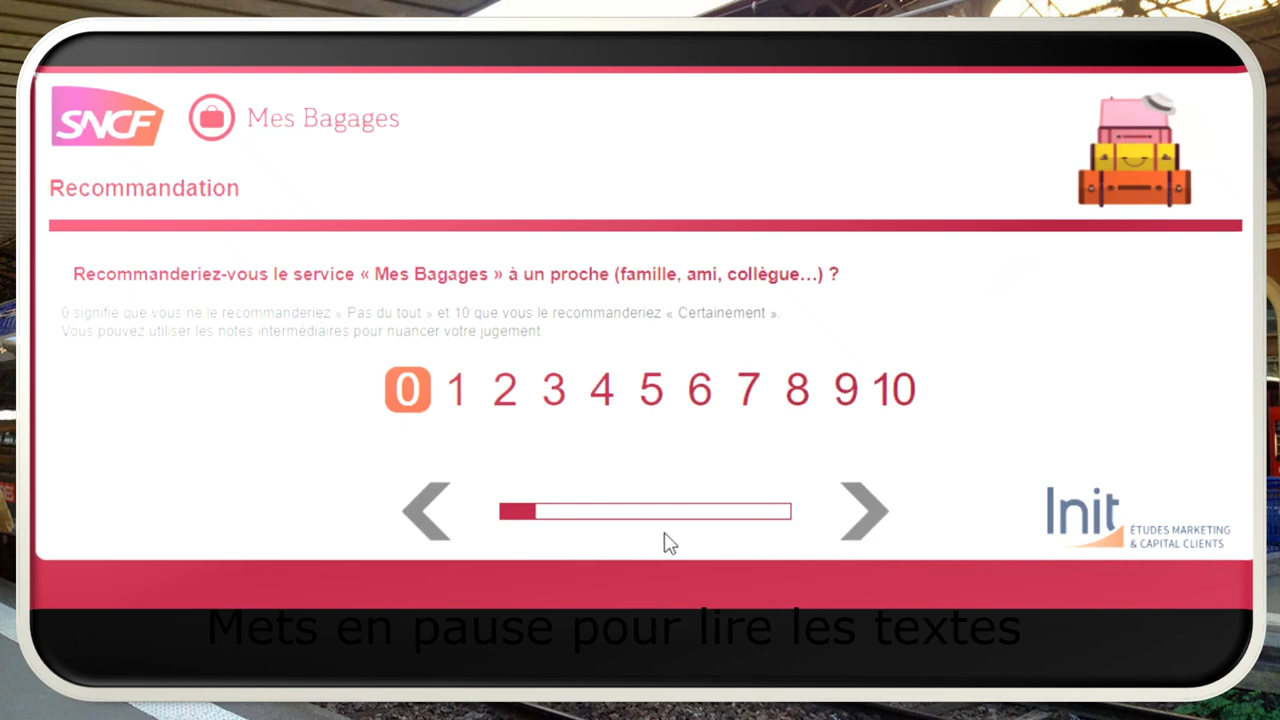 SNCF
Mes Bagages
Recommandation
Recommanderiez-vous le service « Mes Bagages » à un proche (famille, ami, collègue...) ?
0 signifie que vous ne le recommanderiez « Pas du tout » et 10 que vous le recommanderiez « Certainement ».
Vous pouvez utiliser les notes intermédiaires pour nuancer votre jugement.
0 1 2 3 4 5 6 7 8 9 10
Init
ÉTUDES MARKETING
& CAPITAL CLIENTS
Mets en pause pour lire les textes